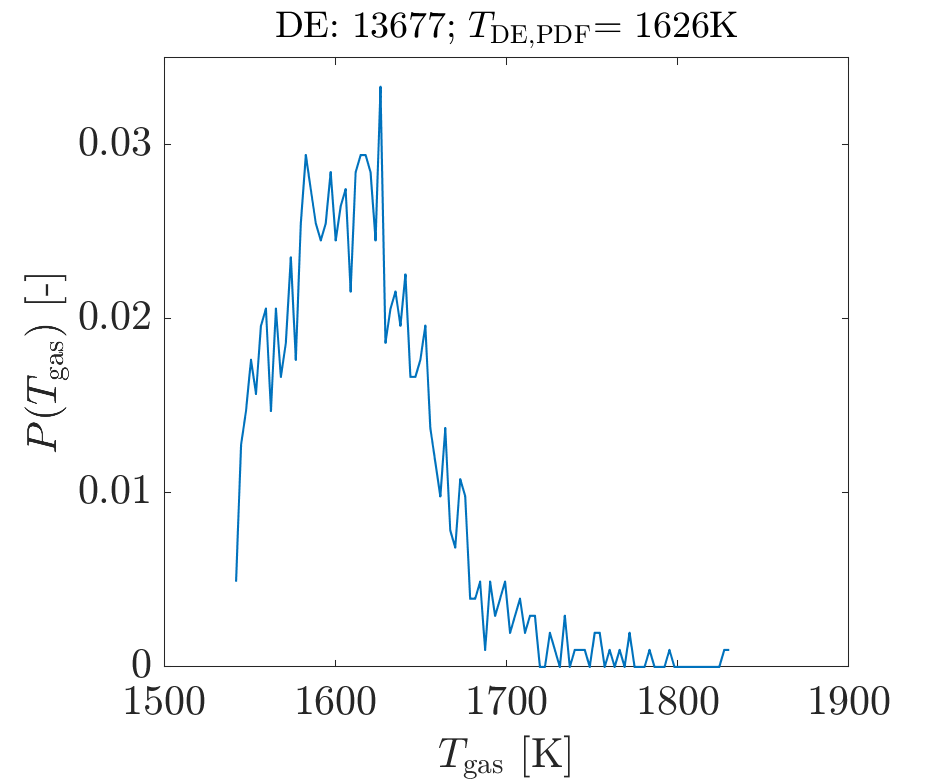 DE: 13677; T_DE,PDF= 1626K
0.03
0.02
0.01
0
P(T_gas) [-]
1500 1600 1700 1800 1900
T_gas [K]